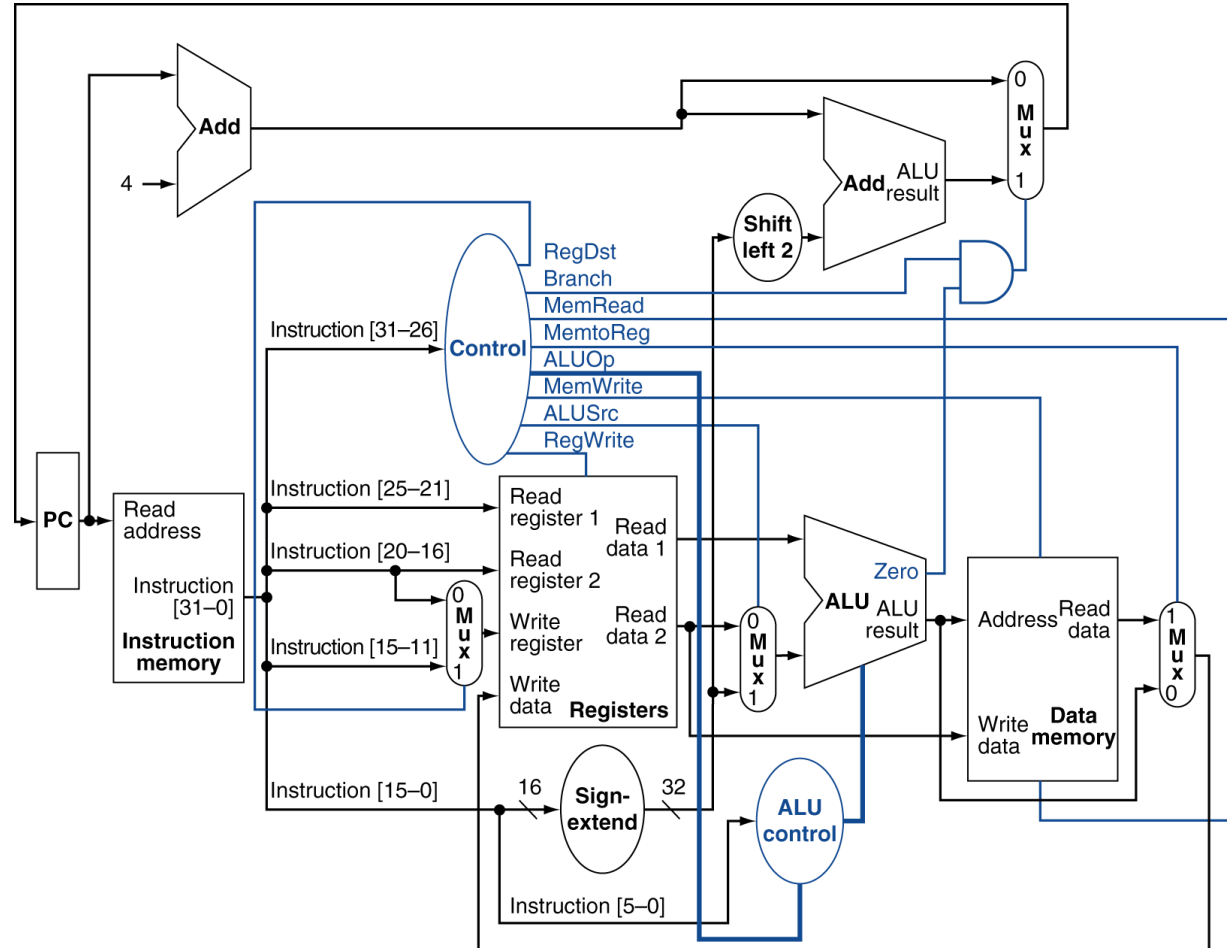 Add
4
0
M
u
x
1
Add
ALU
result
Shift
left 2
RegDst
Branch
MemRead
MemtoReg
ALUOp
MemWrite
ALUSrc
RegWrite
Control
Instruction [31–26]
Instruction [25–21]
Instruction [20–16]
Instruction [15–11]
Instruction [15–0]
Instruction [5–0]
PC
Read
address
Instruction
[31–0]
Instruction
memory
0
M
u
x
1
Read
register 1
Read
register 2
Write
register
Write
data
Read
data 1
Read
data 2
Registers
0
M
u
x
1
Zero
ALU
ALU
result
Address
Read
data
Write
data
Data
memory
1
M
u
x
0
16
Sign-
extend
32
ALU
control